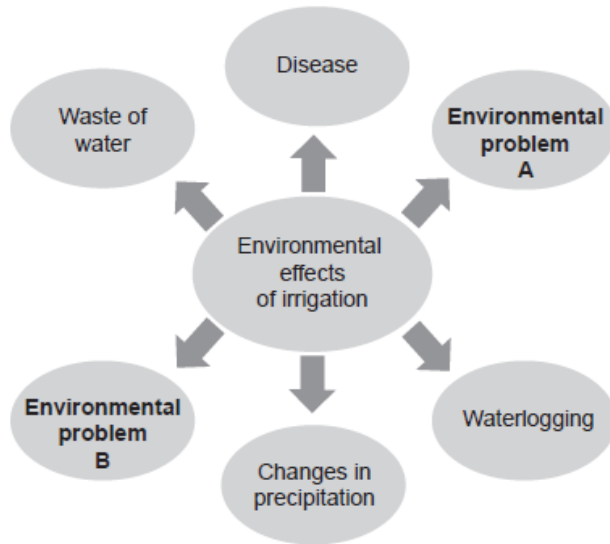 Disease
Waste of
water
Environmental
problem
A
Environmental
effects
of irrigation
Environmental
problem
B
Waterlogging
Changes in
precipitation